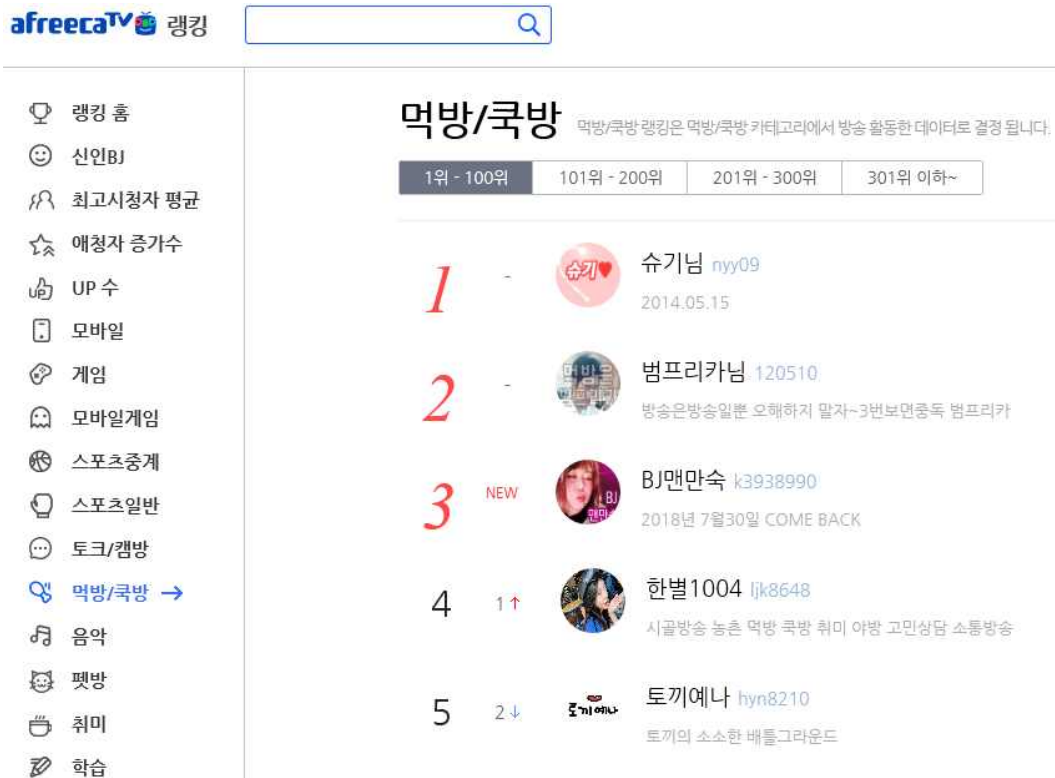 afreecaTV 랭킹
랭킹 홈
신인BJ
최고시청자 평균
애청자 증가수
UP 수
모바일
게임
모바일게임
스포츠중계
스포츠일반
토크/캠방
먹방/쿡방 →
음악
펫방
취미
학습
먹방/쿡방 먹방/쿡방 랭킹은 먹방/쿡방 카테고리에서 방송 활동한 데이터로 결정 됩니다.
1위 - 100위 101위 - 200위 201위 - 300위 301위 이하~
1 - 슈기♥ 슈기님 nyy09
2014.05.15
2 - 범프리카님 120510
방송은방송일뿐 오해하지 말자~3번보면중독 범프리카
3 NEW BJ맨만숙 k3938990
2018년 7월30일 COME BACK
4 1↑ 한별1004 ljk8648
시골방송 농촌 먹방 쿡방 취미 야방 고민상담 소통방송
5 2↓ 토끼예나 토끼예나 hyn8210
토끼의 소소한 배틀그라운드